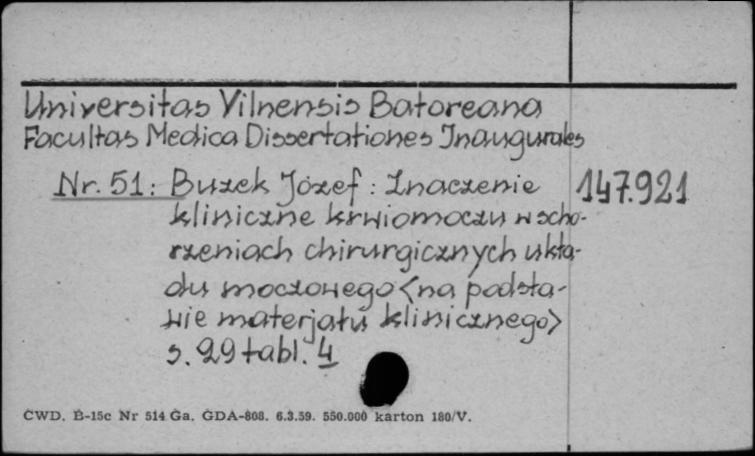 Universitas Vilnensis Batoreana
Facultas Medica Dissertationes Inaugurales
Nr. 51: Buzek Józef: Znaczenie 147.921
kliniczne krwiomoczu w scho-
rzeniach chirurgicznych ukła-
du moczowego <na podsta-
wie materjału klinicznego>
s. 29 tabl. 4
CWD. B-15c Nr 514 Ga. GDA-808. 6.3.59. 550.000 karton 180/V.